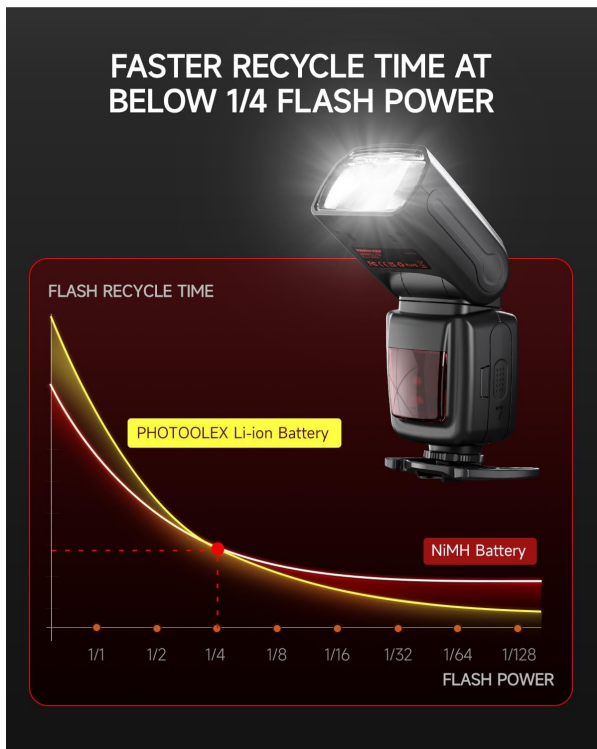 FASTER RECYCLE TIME AT
BELOW 1/4 FLASH POWER
FLASH RECYCLE TIME
PHOTOOLEX Li-ion Battery
NiMH Battery
1/1 1/2 1/4 1/8 1/16 1/32 1/64 1/128
FLASH POWER